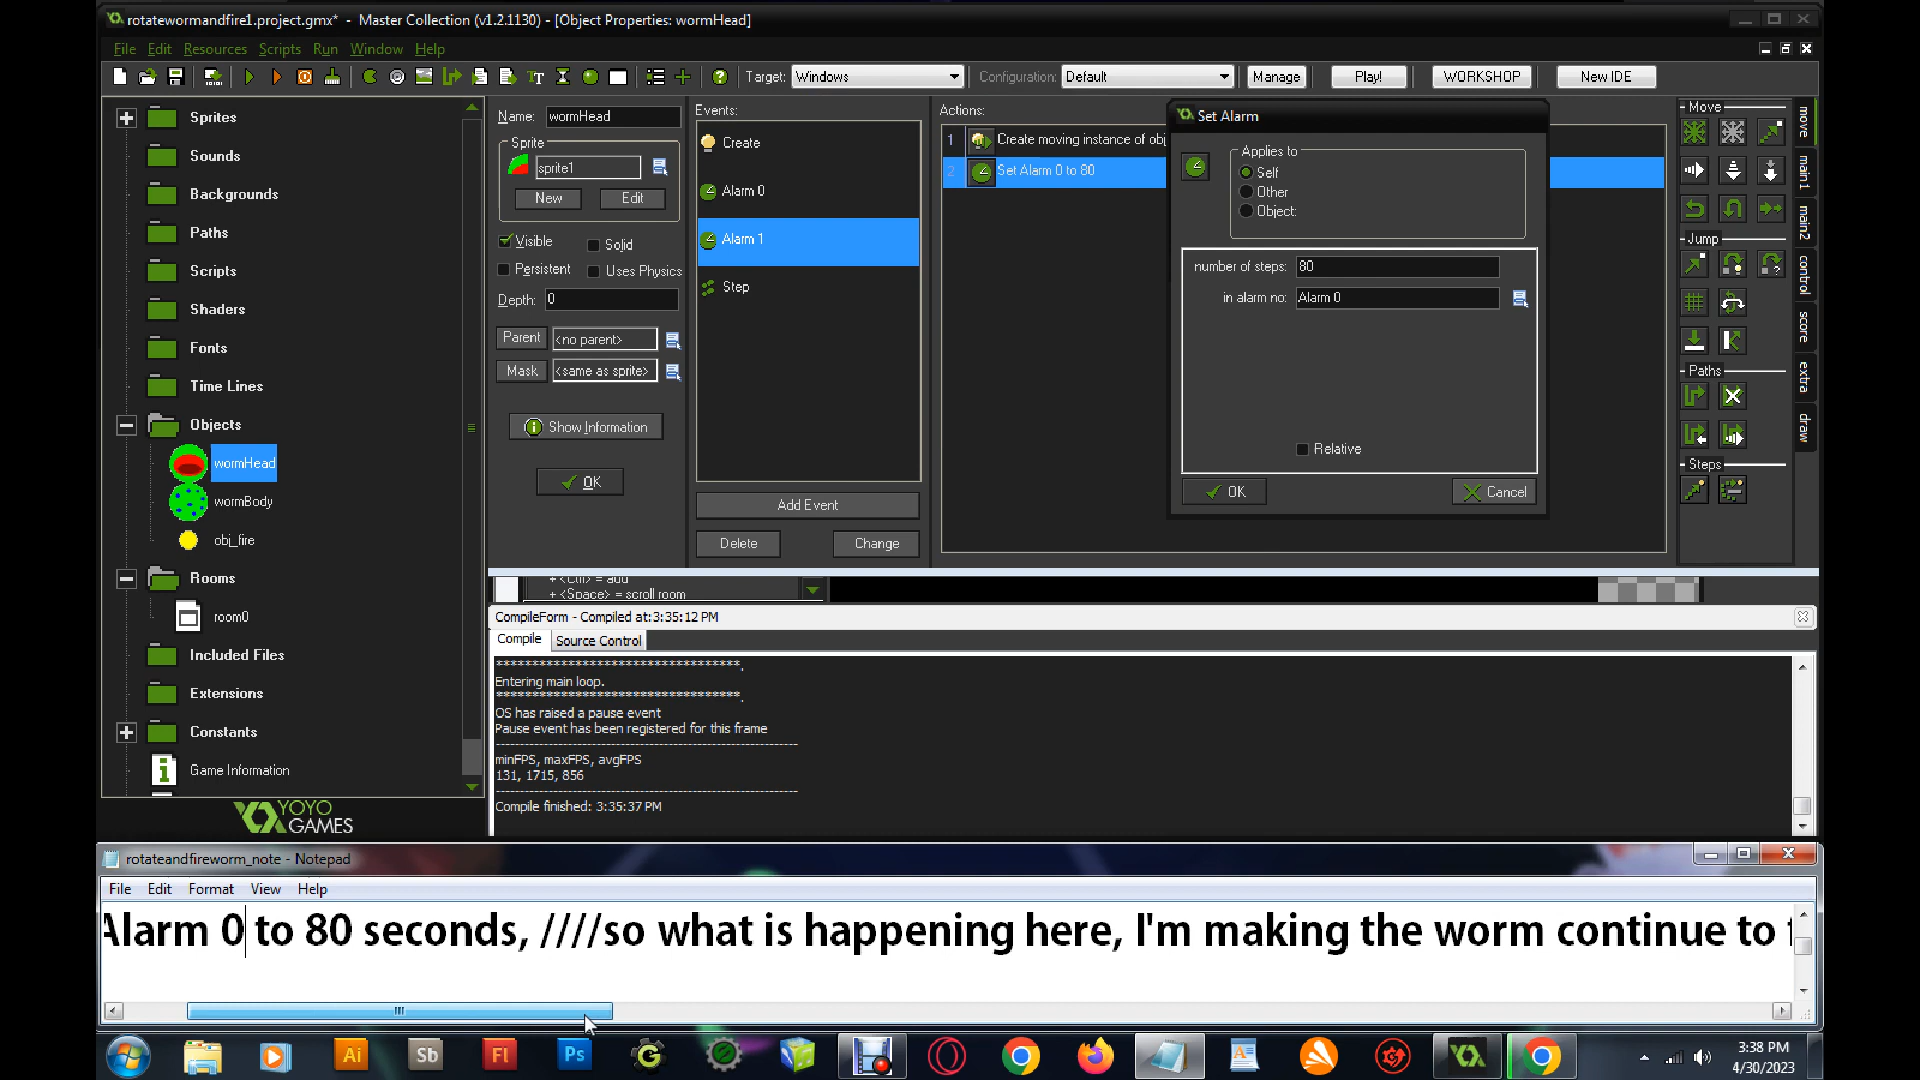 rotatewormandfire1.project.gmx* - Master Collection (v1.2.1130) - [Object Properties: wormHead]
File Edit Resources Scripts Run Window Help
Target: Windows Configuration: Default Manage Play! WORKSHOP New IDE
Sprites
Sounds
Backgrounds
Paths
Scripts
Shaders
Fonts
Time Lines
Objects
wormHead
wormBody
obj_fire
Rooms
room0
Included Files
Extensions
Constants
Game Information
YOYO
GAMES
Name: wormHead
Sprite
sprite1
New Edit
Visible Solid
Persistent Uses Physics
Depth: 0
Parent <no parent>
Mask <same as sprite>
Show Information
OK
Events:
Create
Alarm 0
Alarm 1
Step
Add Event
Delete Change
Actions:
1 Create moving instance of obj
2 Set Alarm 0 to 80
Set Alarm
Applies to
Self
Other
Object:
number of steps: 80
in alarm no: Alarm 0
Relative
OK Cancel
Move
Jump
Paths
Steps
move
main1
main2
control
score
extra
draw
+ <Ctrl> = add
+ <Space> = scroll room
CompileForm - Compiled at:3:35:12 PM
Compile Source Control
***********************************.
Entering main loop.
***********************************.
OS has raised a pause event
Pause event has been registered for this frame
minFPS, maxFPS, avgFPS
131, 1715, 856
Compile finished: 3:35:37 PM
rotateandfireworm_note - Notepad
File Edit Format View Help
Alarm 0 to 80 seconds, ////so what is happening here, I'm making the worm continue to
Ai Sb Fl Ps
3:38 PM
4/30/2023